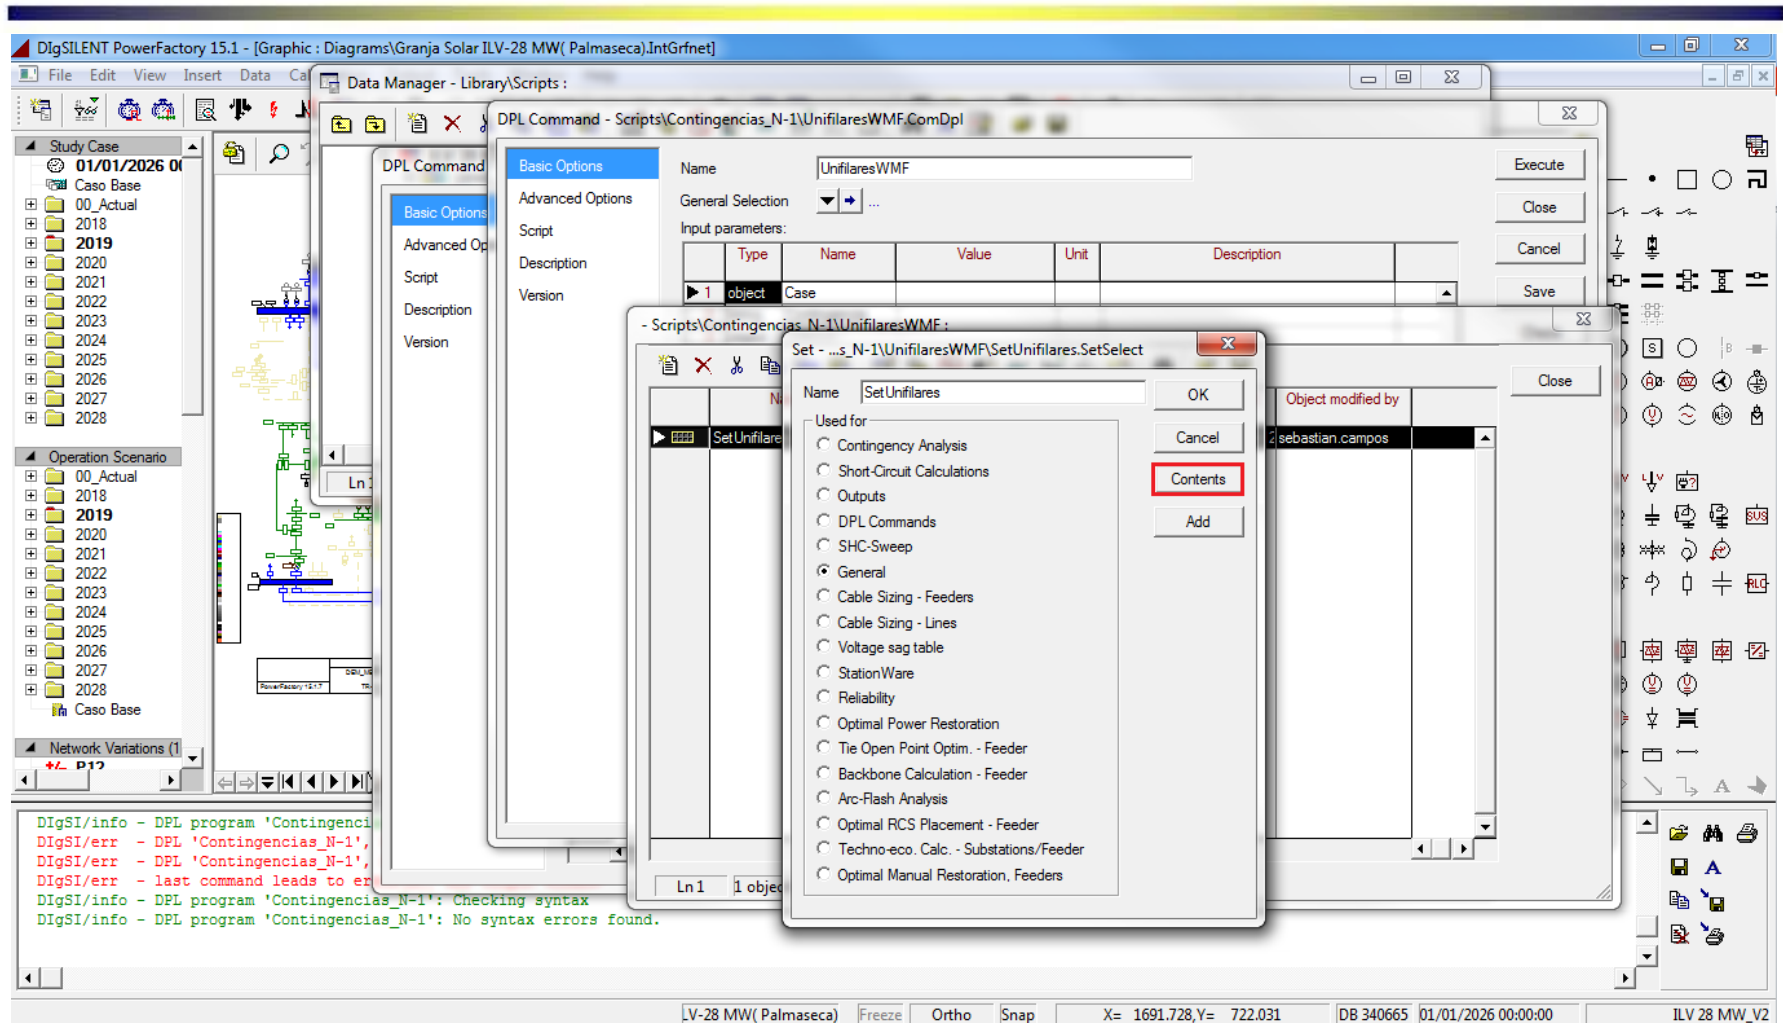 DIgSILENT PowerFactory 15.1 - [Graphic : Diagrams\Granja Solar ILV-28 MW( Palmaseca).IntGrfnet]
File Edit View Insert Data
Data Manager - Library\Scripts :
DPL Command - Scripts\Contingencias_N-1\UnifilaresWMF.ComDpl
DPL Command
Basic Options
Advanced Options
Script
Description
Version
Basic Options
Script
Description
Version
Name UnifilaresWMF
General Selection ...
Input parameters:
Type Name Value Unit Description
1 object Case
Execute
Close
Cancel
Save
- Scripts\Contingencias_N-1\UnifilaresWMF :
Object modified by
sebastian.campos
Close
Ln 1
Set - ...s_N-1\UnifilaresWMF\SetUnifilares.SetSelect
Name SetUnifilares
Used for
Contingency Analysis
Short-Circuit Calculations
Outputs
DPL Commands
SHC-Sweep
General
Cable Sizing - Feeders
Cable Sizing - Lines
Voltage sag table
StationWare
Reliability
Optimal Power Restoration
Tie Open Point Optim. - Feeder
Backbone Calculation - Feeder
Arc-Flash Analysis
Optimal RCS Placement - Feeder
Techno-eco. Calc. - Substations/Feeder
Optimal Manual Restoration, Feeders
OK
Cancel
Contents
Add
Study Case
01/01/2026
Caso Base
00_Actual
2018
2019
2020
2021
2022
2023
2024
2025
2026
2027
2028
Operation Scenario
00_Actual
2018
2019
2020
2021
2022
2023
2024
2025
2026
2027
2028
Caso Base
Network Variations (1
P12
PowerFactory 15.1.7
DIgSI/info - DPL program 'Contingenci
DIgSI/err - DPL 'Contingencias_N-1',
DIgSI/err - DPL 'Contingencias_N-1',
DIgSI/err - last command leads to er
DIgSI/info - DPL program 'Contingencias_N-1': Checking syntax
DIgSI/info - DPL program 'Contingencias_N-1': No syntax errors found.
LV-28 MW( Palmaseca) Freeze Ortho Snap X= 1691.728,Y= 722.031 DB 340665 01/01/2026 00:00:00 ILV 28 MW_V2